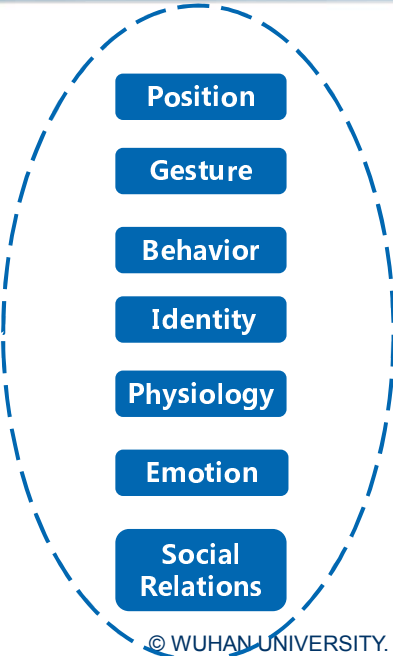 Position
Gesture
Behavior
Identity
Physiology
Emotion
Social
Relations
© WUHAN UNIVERSITY.